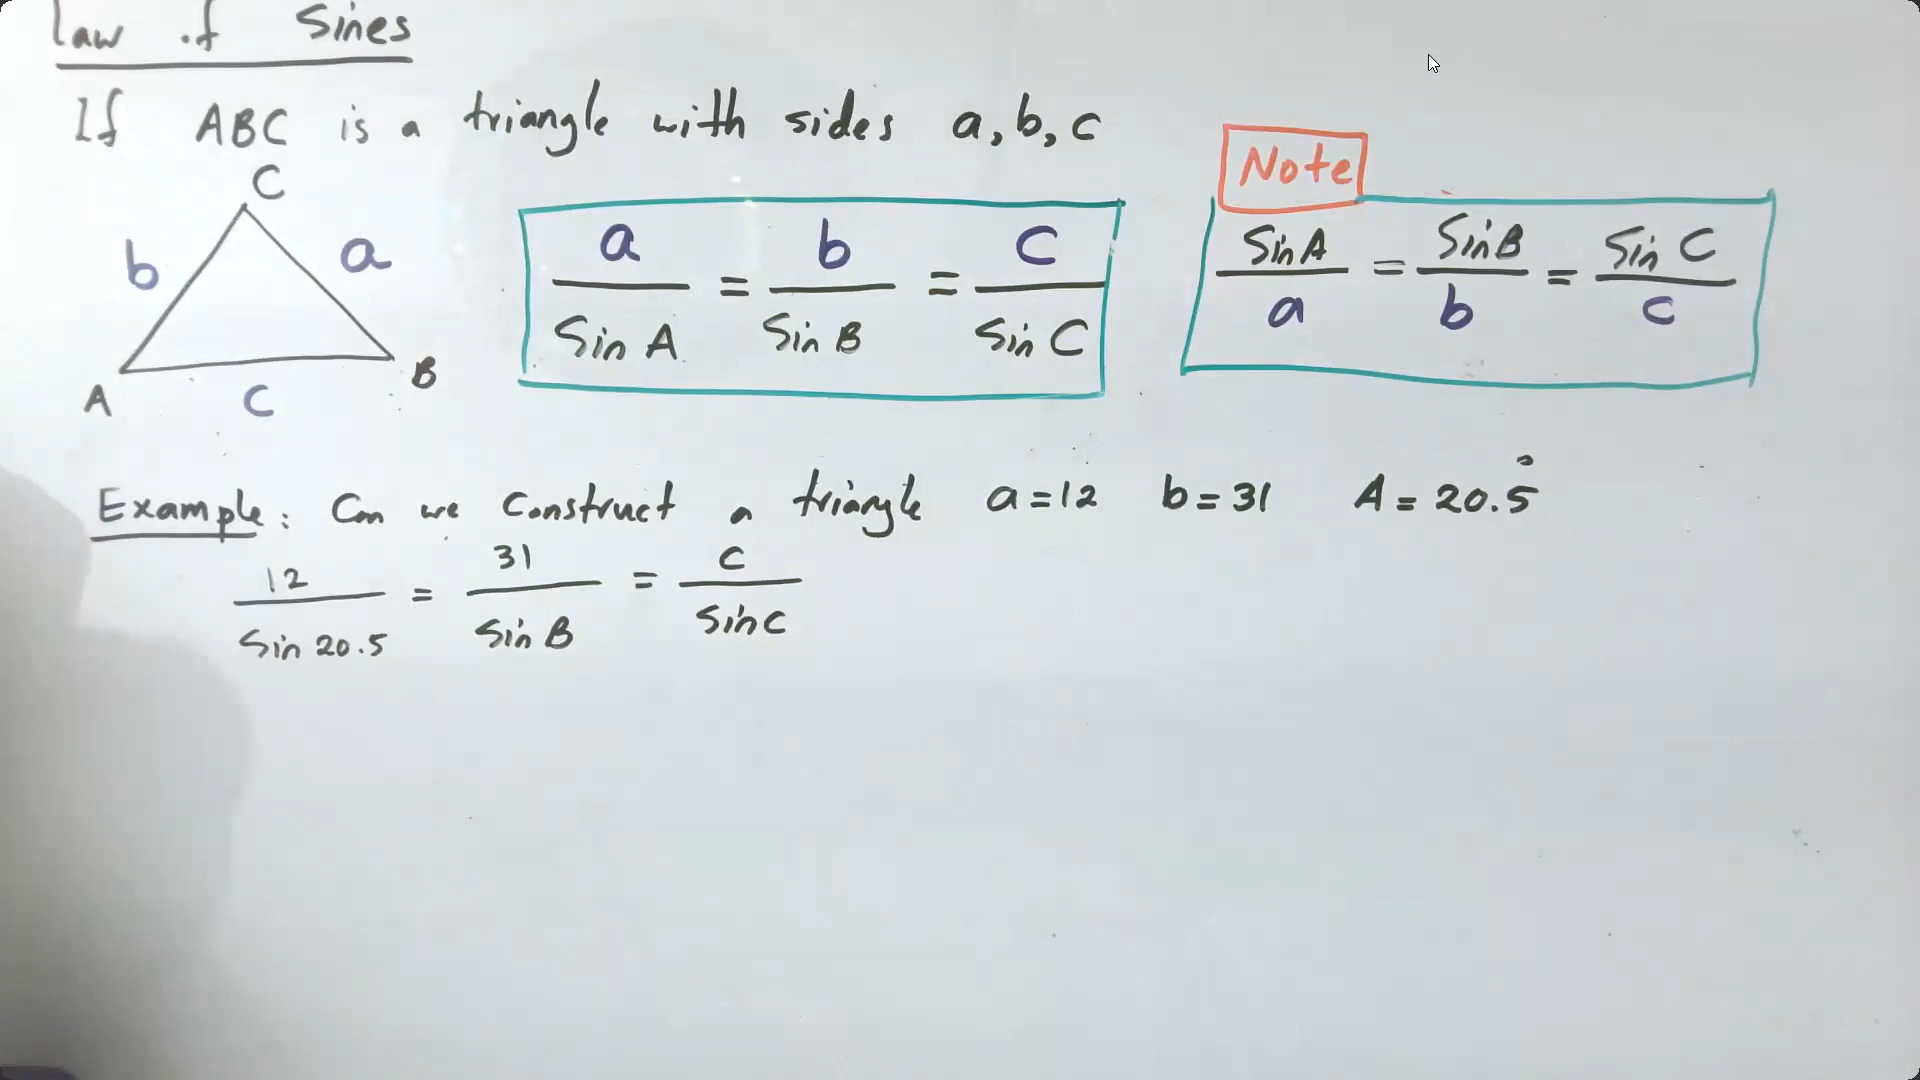 Law of Sines
If ABC is a triangle with sides a, b, c
C
b
a
A
c
B
a / Sin A = b / Sin B = c / Sin C
Note
Sin A / a = Sin B / b = Sin C / c
Example: Can we Construct a triangle a = 12 b = 31 A = 20.5°
12 / Sin 20.5 = 31 / Sin B = c / Sin C